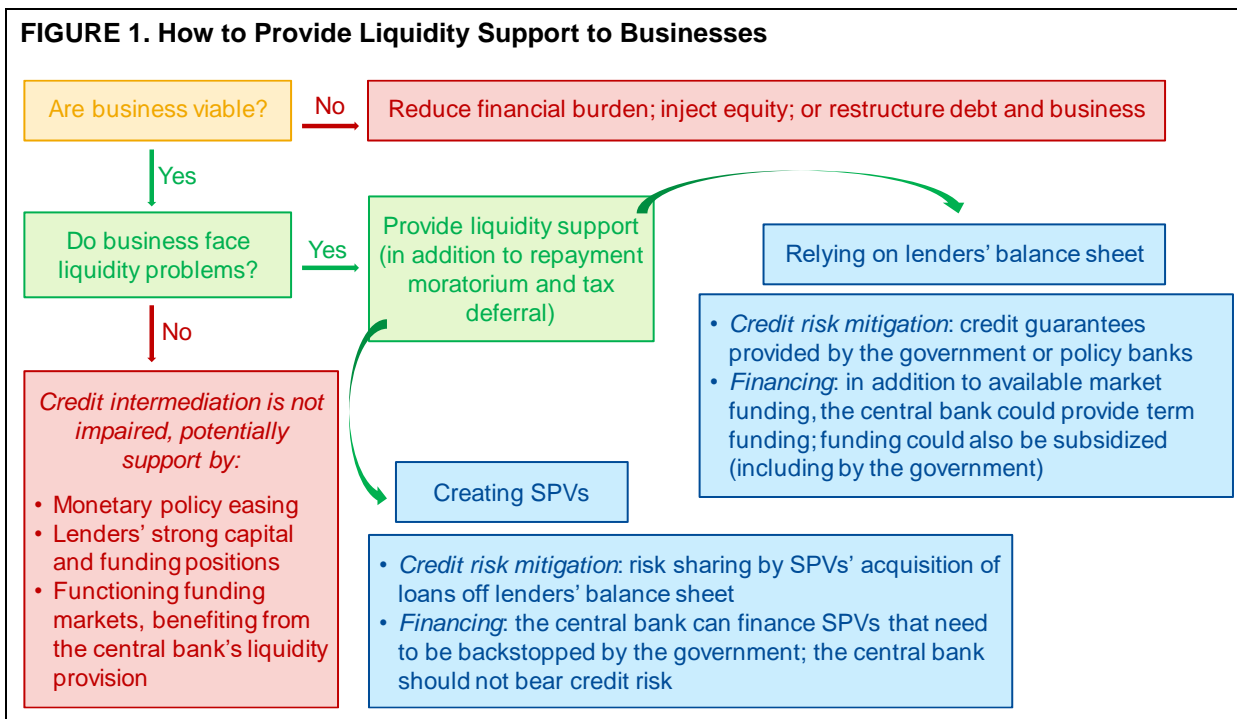 FIGURE 1. How to Provide Liquidity Support to Businesses
Are business viable?
No
Reduce financial burden; inject equity; or restructure debt and business
Yes
Do business face
liquidity problems?
Yes
Provide liquidity support
(in addition to repayment
moratorium and tax
deferral)
Relying on lenders' balance sheet
• Credit risk mitigation: credit guarantees
provided by the government or policy banks
• Financing: in addition to available market
funding, the central bank could provide term
funding; funding could also be subsidized
(including by the government)
No
Credit intermediation is not
impaired, potentially
support by:
• Monetary policy easing
• Lenders' strong capital
and funding positions
• Functioning funding
markets, benefiting from
the central bank's liquidity
provision
Creating SPVs
• Credit risk mitigation: risk sharing by SPVs' acquisition of
loans off lenders' balance sheet
• Financing: the central bank can finance SPVs that need
to be backstopped by the government; the central bank
should not bear credit risk